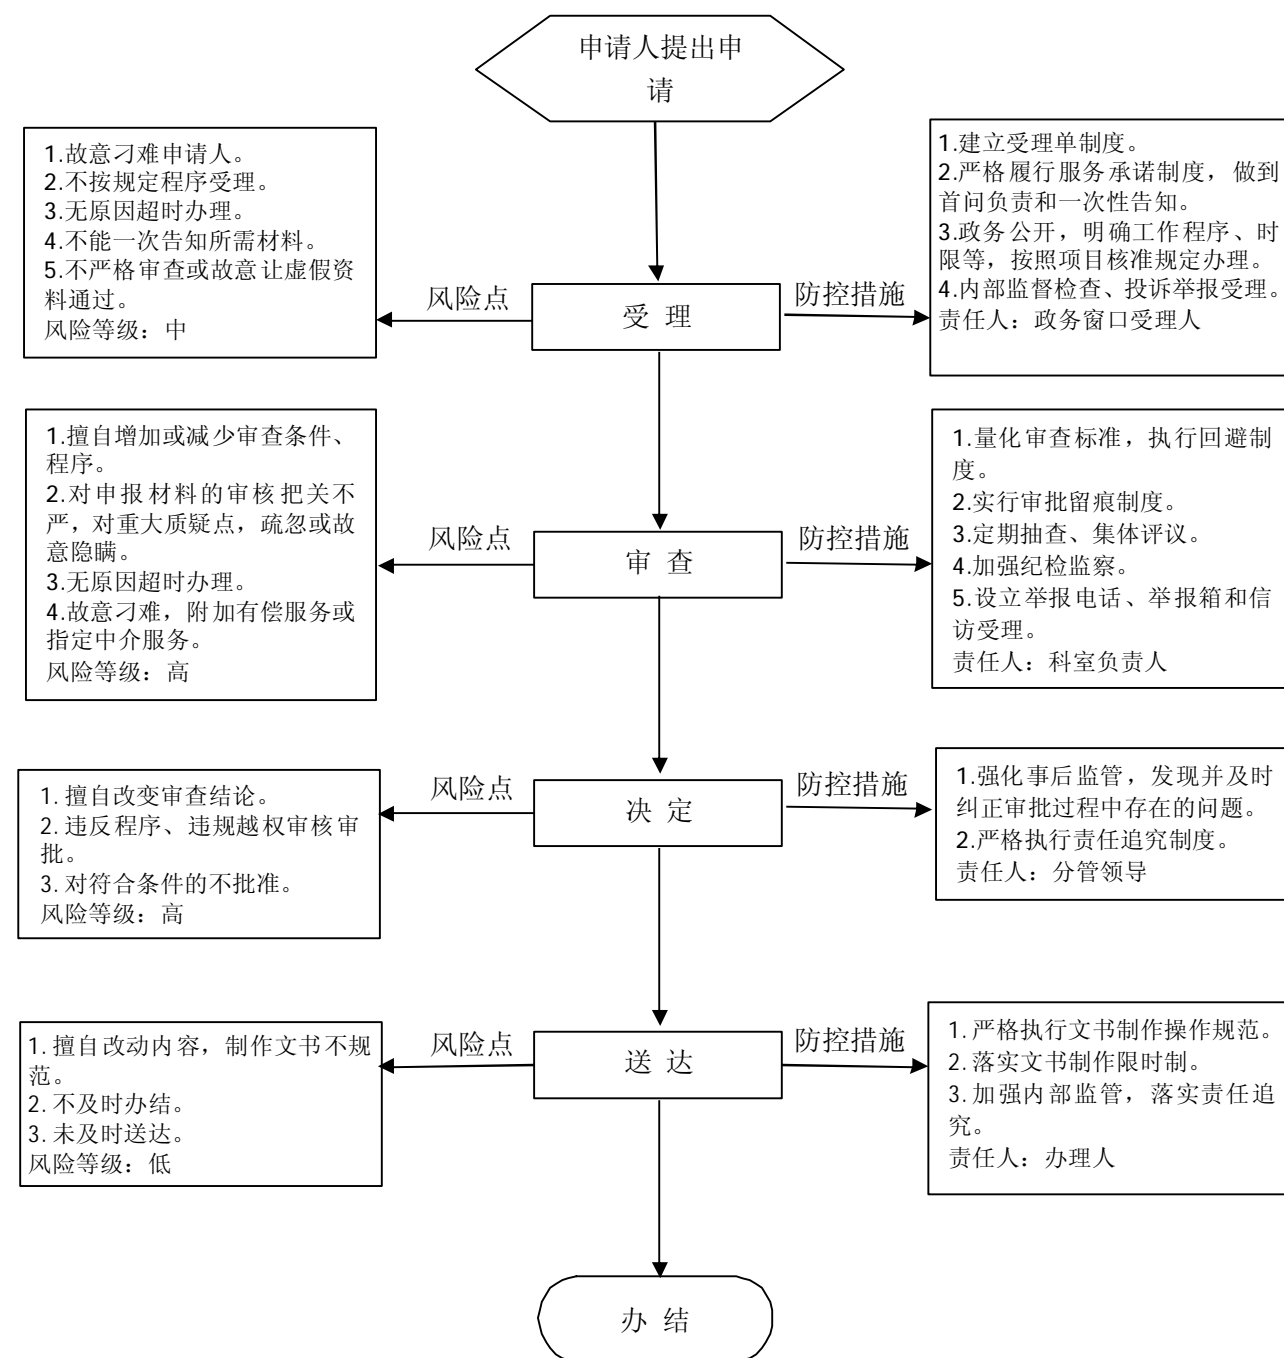 申请人提出申
请
1.故意刁难申请人。
2.不按规定程序受理。
3.无原因超时办理。
4.不能一次告知所需材料。
5.不严格审查或故意让虚假资
料通过。
风险等级：中
风险点
受 理
防控措施
1.建立受理单制度。
2.严格履行服务承诺制度，做到
首问负责和一次性告知。
3.政务公开，明确工作程序、时
限等，按照项目核准规定办理。
4.内部监督检查、投诉举报受理。
责任人：政务窗口受理人
1.擅自增加或减少审查条件、
程序。
2.对申报材料的审核把关不
严，对重大质疑点，疏忽或故
意隐瞒。
3.无原因超时办理。
4.故意刁难，附加有偿服务或
指定中介服务。
风险等级：高
风险点
审 查
防控措施
1.量化审查标准，执行回避制
度。
2.实行审批留痕制度。
3.定期抽查、集体评议。
4.加强纪检监察。
5.设立举报电话、举报箱和信
访受理。
责任人：科室负责人
1.擅自改变审查结论。
2.违反程序、违规越权审核审
批。
3.对符合条件的不批准。
风险等级：高
风险点
决 定
防控措施
1.强化事后监管，发现并及时
纠正审批过程中存在的问题。
2.严格执行责任追究制度。
责任人：分管领导
1.擅自改动内容，制作文书不规
范。
2.不及时办结。
3.未及时送达。
风险等级：低
风险点
送 达
防控措施
1.严格执行文书制作操作规范。
2.落实文书制作限时制。
3.加强内部监管，落实责任追
究。
责任人：办理人
办 结